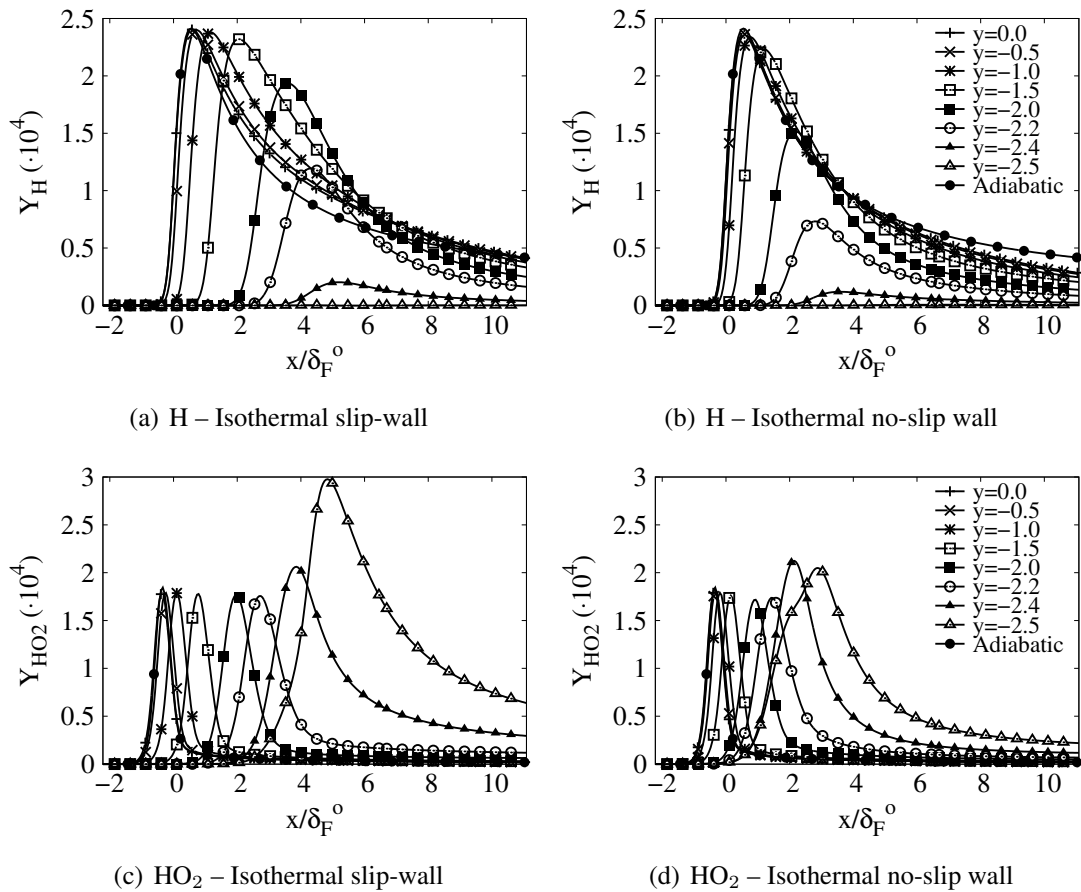 2.5
2
1.5
1
0.5
0
Y_H (·10^4)
−2 0 2 4 6 8 10
x/δ_F^o
(a) H – Isothermal slip-wall
2.5
2
1.5
1
0.5
0
Y_H (·10^4)
y=0.0
y=−0.5
y=−1.0
y=−1.5
y=−2.0
y=−2.2
y=−2.4
y=−2.5
Adiabatic
−2 0 2 4 6 8 10
x/δ_F^o
(b) H – Isothermal no-slip wall
3
2.5
2
1.5
1
0.5
0
Y_HO2 (·10^4)
−2 0 2 4 6 8 10
x/δ_F^o
(c) HO₂ – Isothermal slip-wall
3
2.5
2
1.5
1
0.5
0
Y_HO2 (·10^4)
y=0.0
y=−0.5
y=−1.0
y=−1.5
y=−2.0
y=−2.2
y=−2.4
y=−2.5
Adiabatic
−2 0 2 4 6 8 10
x/δ_F^o
(d) HO₂ – Isothermal no-slip wall